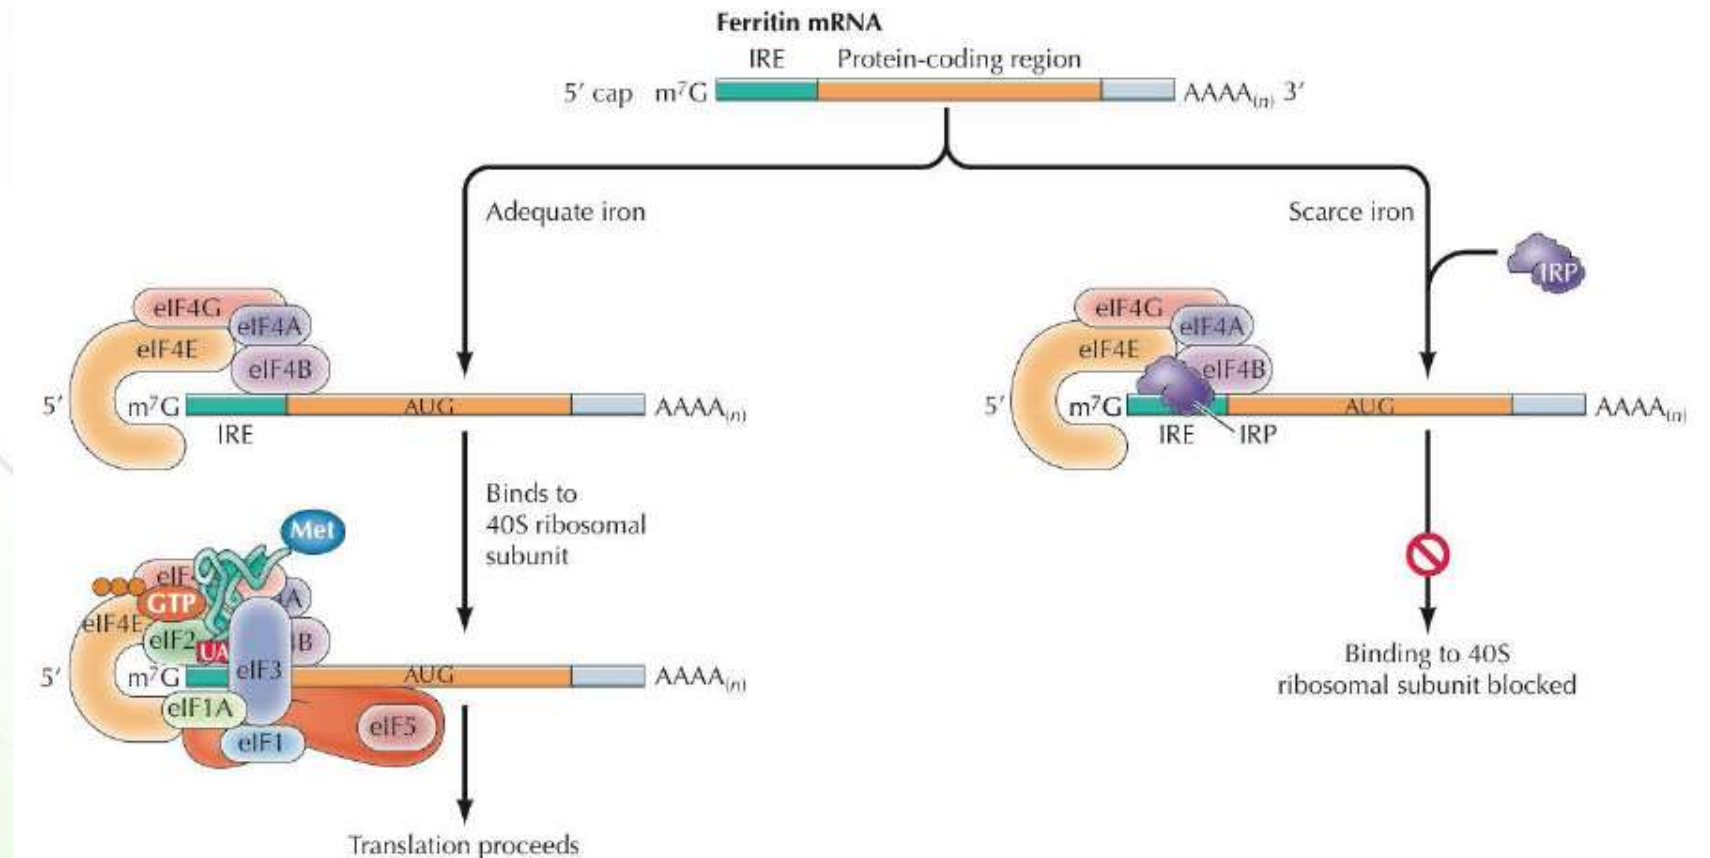 Ferritin mRNA
IRE Protein-coding region
5′ cap m⁷G AAAA(n) 3′
Adequate iron
Scarce iron
IRP
eIF4G
eIF4A
eIF4E
eIF4B
5′ m⁷G AUG AAAA(n)
IRE
eIF4G
eIF4A
eIF4E
eIF4B
5′ m⁷G AUG AAAA(n)
IRE IRP
Binds to
40S ribosomal
subunit
Met
eIF4
GTP
A
eIF4E
eIF2
B
UA
5′ m⁷G eIF3 AUG AAAA(n)
eIF1A
eIF5
eIF1
Translation proceeds
Binding to 40S
ribosomal subunit blocked